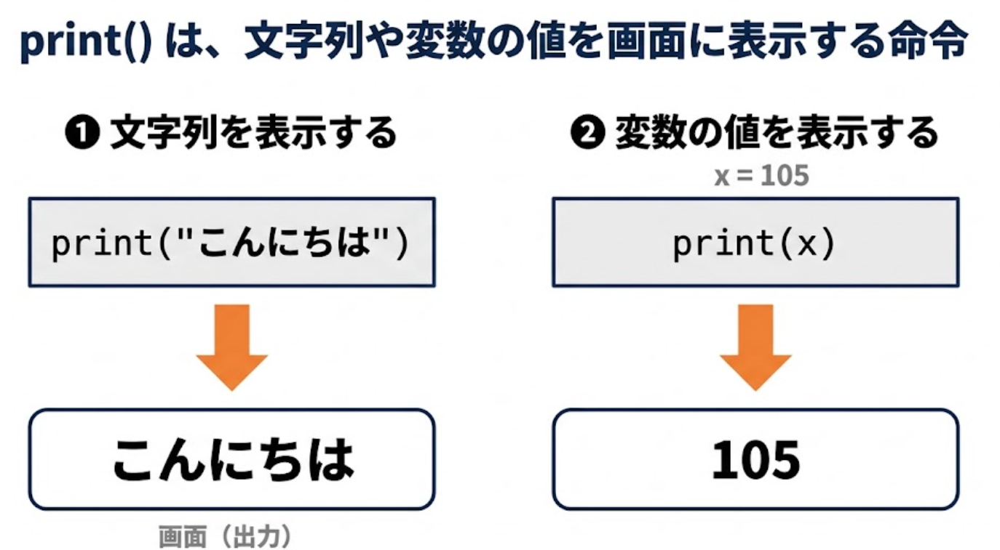 print() は、文字列や変数の値を画面に表示する命令
❶ 文字列を表示する
print("こんにちは")
こんにちは
画面（出力）
❷ 変数の値を表示する
x = 105
print(x)
105